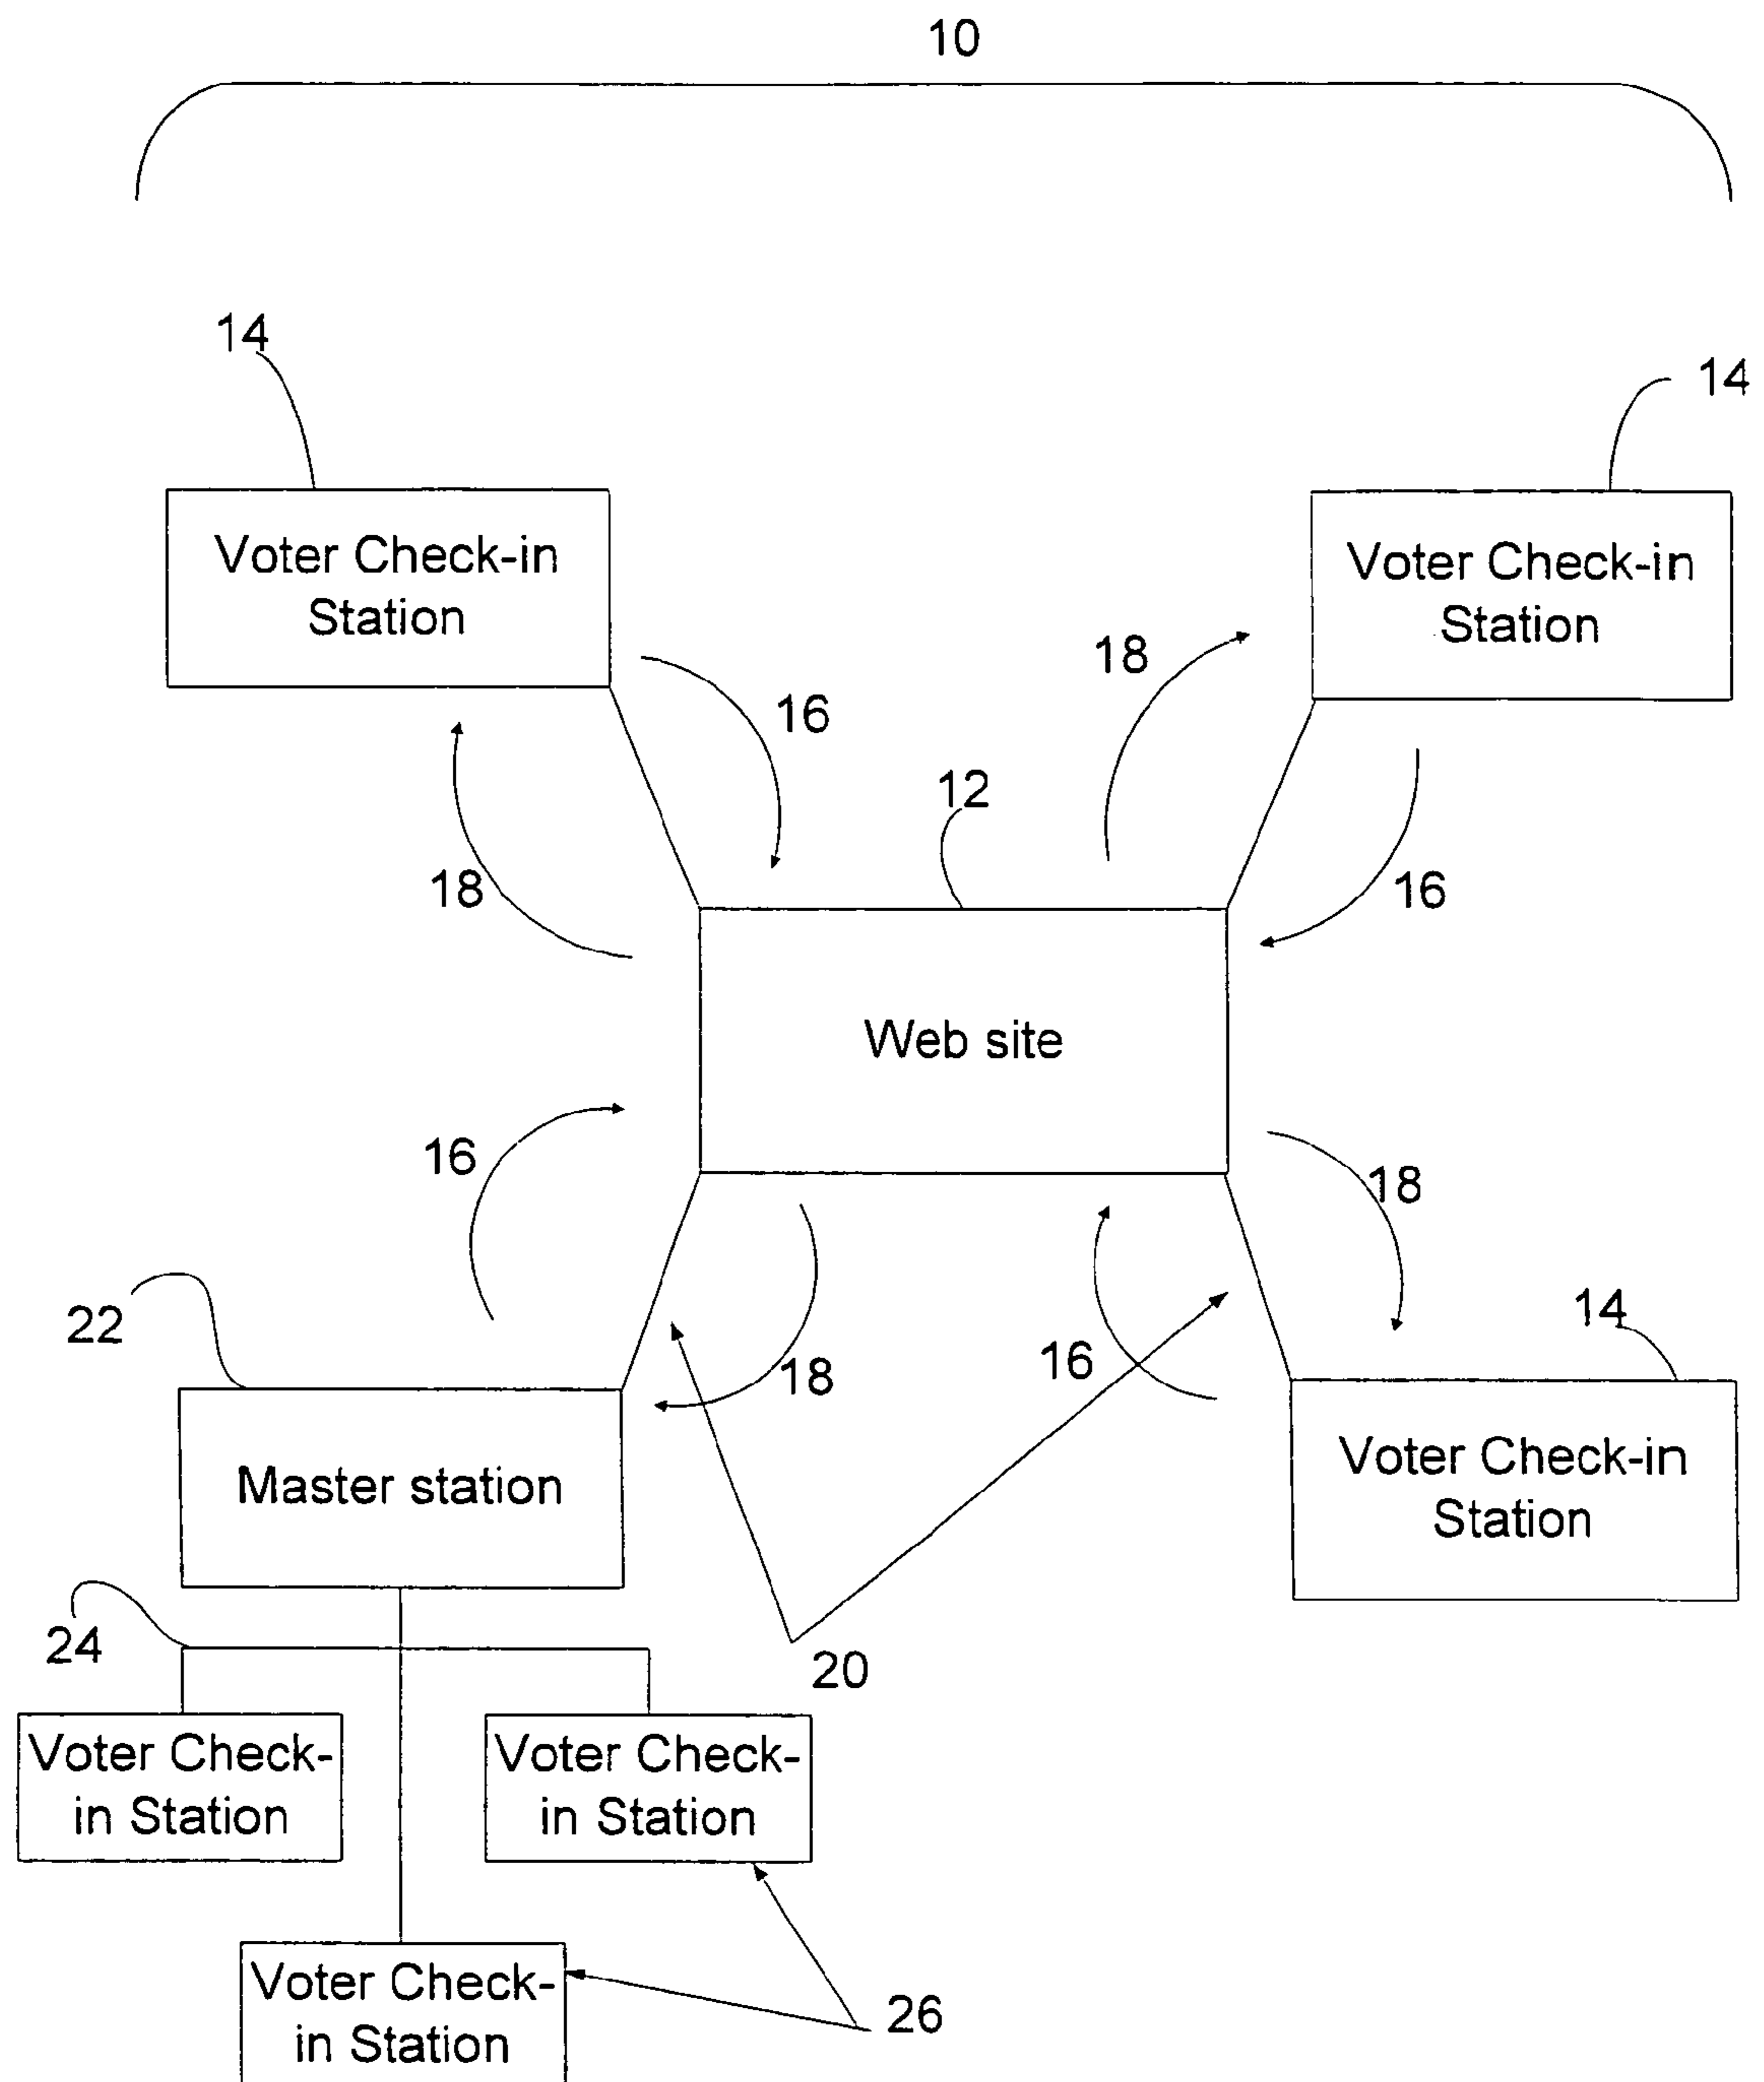 10
14
14
Voter Check-in
Station
Voter Check-in
Station
18
16
12
18
16
Web site
16
18
22
14
16
18
Master station
Voter Check-in
Station
24
20
Voter Check-
in Station
Voter Check-
in Station
Voter Check-
in Station
26